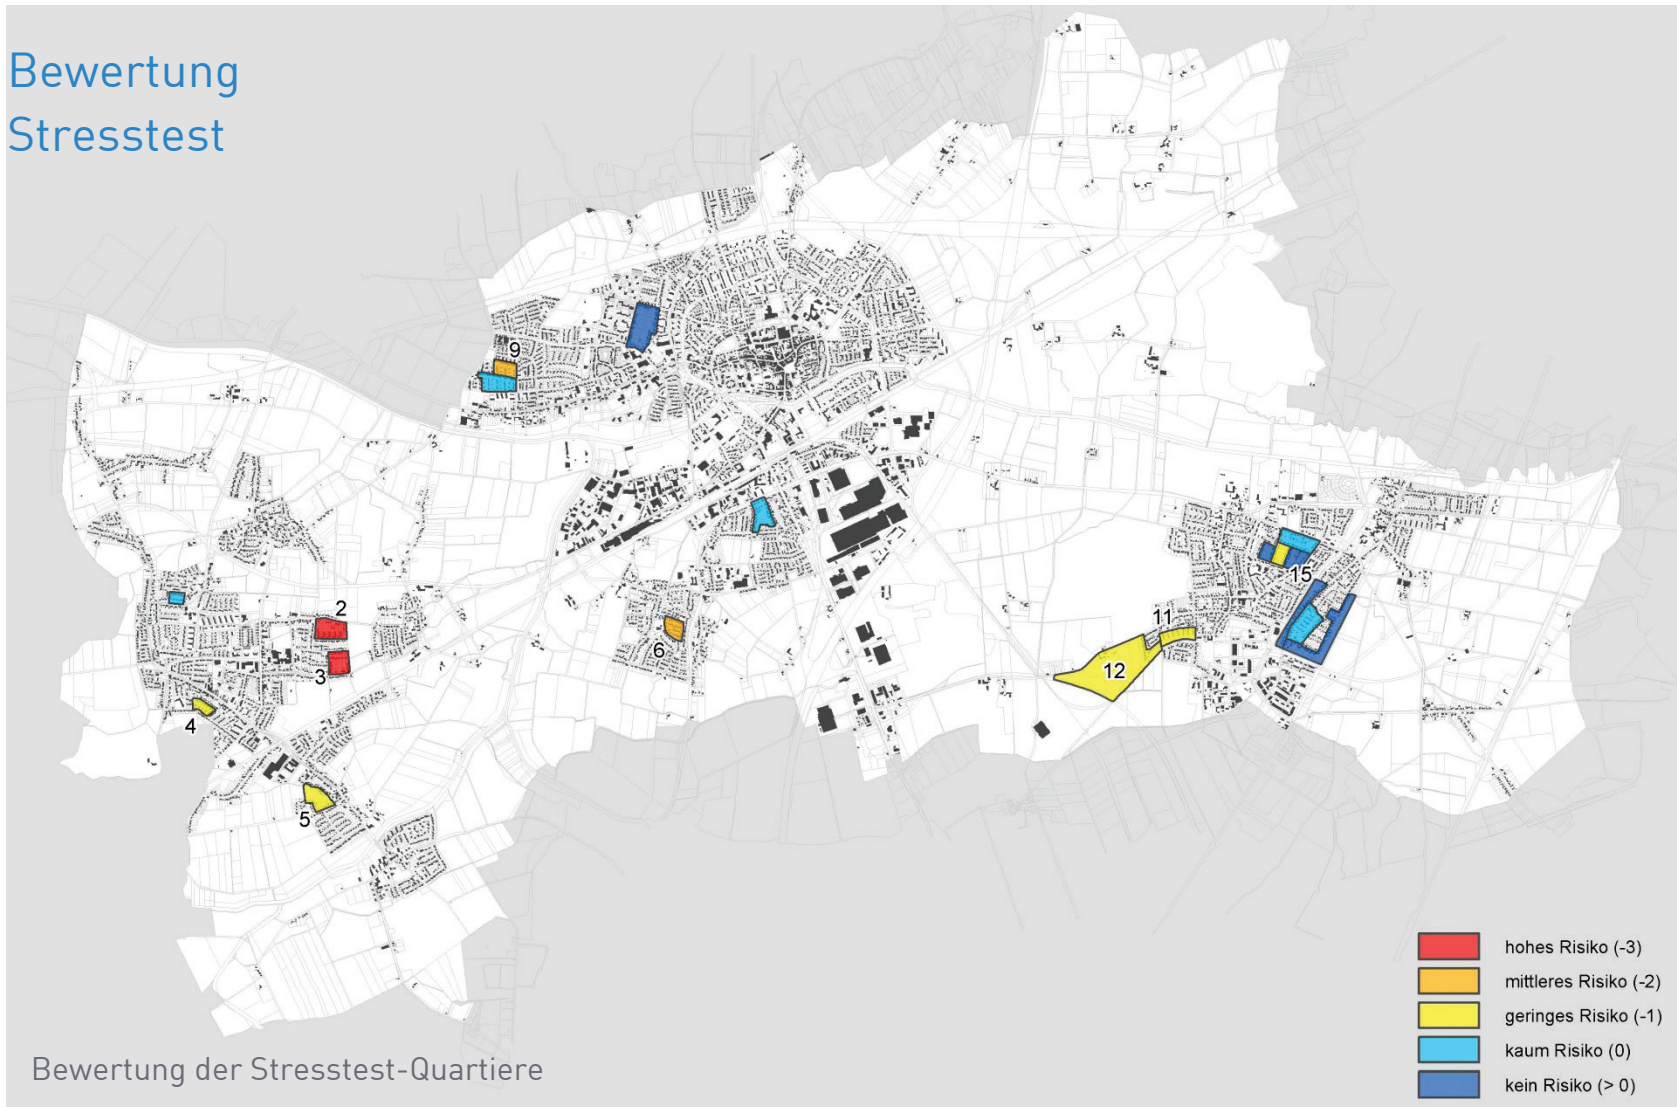 Bewertung
Stresstest
9
2
3
6
4
5
11
12
15
hohes Risiko (-3)
mittleres Risiko (-2)
geringes Risiko (-1)
kaum Risiko (0)
kein Risiko (> 0)
Bewertung der Stresstest-Quartiere